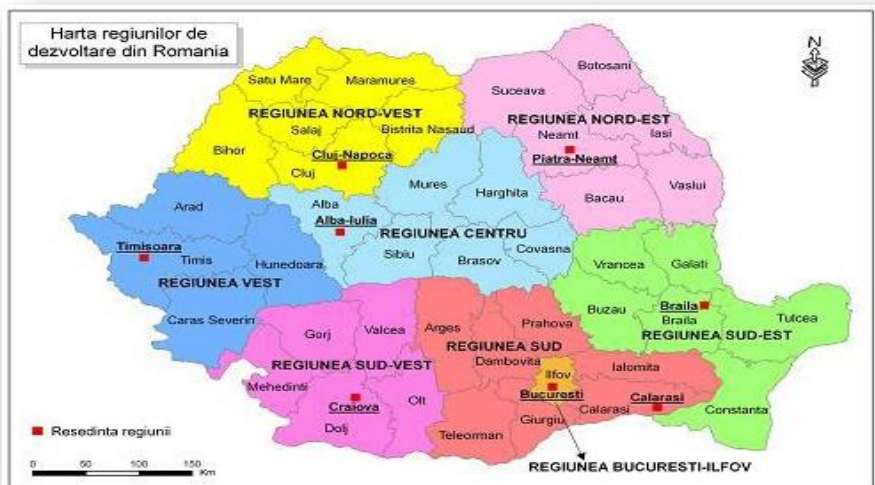 Harta regiunilor de
dezvoltare din Romania
N
Satu Mare
Maramures
REGIUNEA NORD-VEST
Salaj
Bistrita Nasaud
Bihor
Cluj-Napoca
Cluj
Botosani
Suceava
REGIUNEA NORD-EST
Neamt
Iasi
Piatra-Neamt
Bacau
Vaslui
Mures
Harghita
Alba
Alba-Iulia
REGIUNEA CENTRU
Sibiu
Brasov
Covasna
Arad
Timisoara
Timis
Hunedoara
REGIUNEA VEST
Caras Severin
Vrancea
Galati
Buzau
Braila
Braila
Tulcea
REGIUNEA SUD-EST
Constanta
Gorj
Valcea
REGIUNEA SUD-VEST
Mehedinti
Craiova
Olt
Dolj
Arges
Prahova
REGIUNEA SUD
Dambovita
Ilfov
Ialomita
Bucuresti
Calarasi
Calarasi
Giurgiu
Teleorman
REGIUNEA BUCURESTI-ILFOV
Resedinta regiunii
0 50 100 150
Km